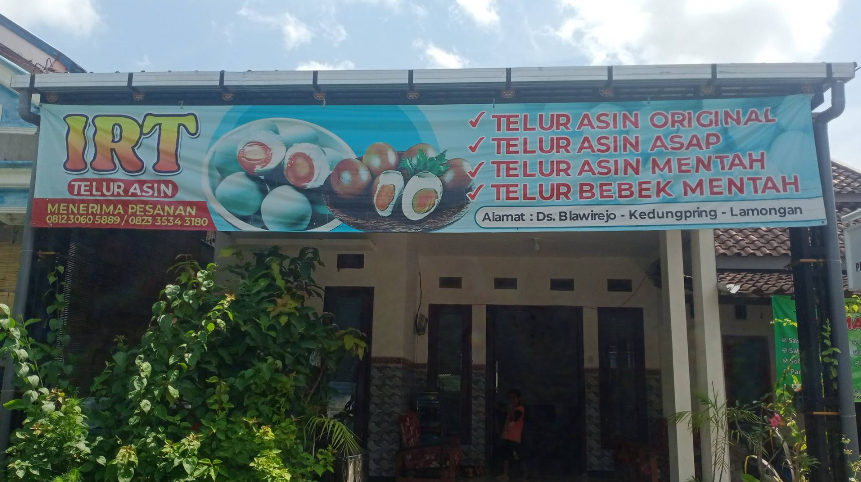 IRT
TELUR ASIN
MENERIMA PESANAN
0812 3060 5889 / 0823 3534 3180
TELUR ASIN ORIGINAL
TELUR ASIN ASAP
TELUR ASIN MENTAH
TELUR BEBEK MENTAH
Alamat : Ds. Blawirejo - Kedungpring - Lamongan